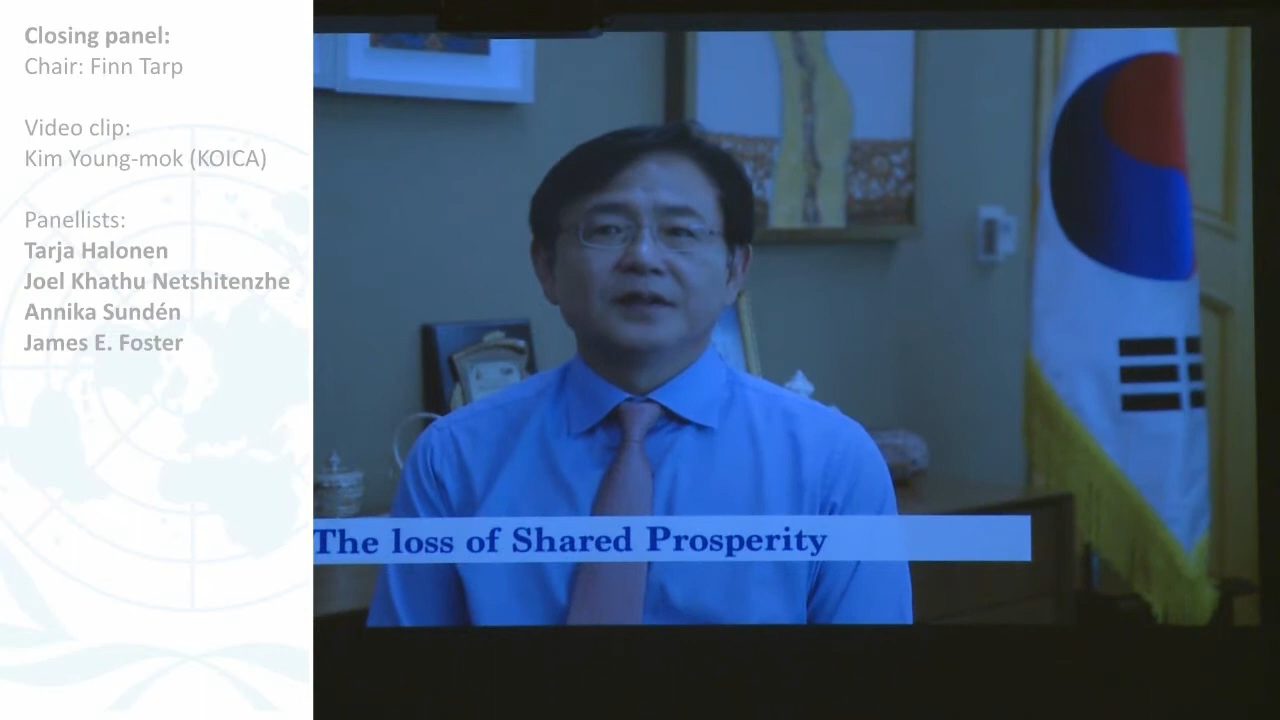 Closing panel:
Chair: Finn Tarp
Video clip:
Kim Young-mok (KOICA)
Panellists:
Tarja Halonen
Joel Khathu Netshitenzhe
Annika Sundén
James E. Foster
The loss of Shared Prosperity